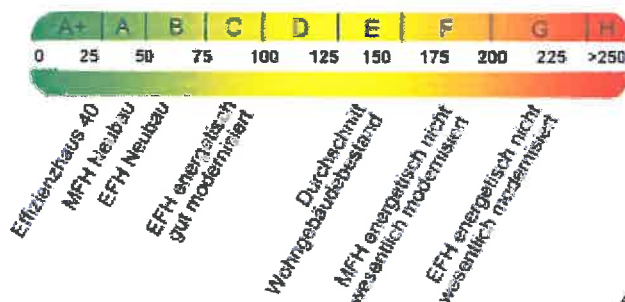 A+ A B C D E F G H
0 25 50 75 100 125 150 175 200 225 >250
Effizienzhaus 40
MFH Neubau
EFH Neubau
EFH energetisch
gut modernisiert
Durchschnitt
Wohngebäudebestand
MFH energetisch nicht
wesentlich modernisiert
EFH energetisch nicht
wesentlich modernisiert